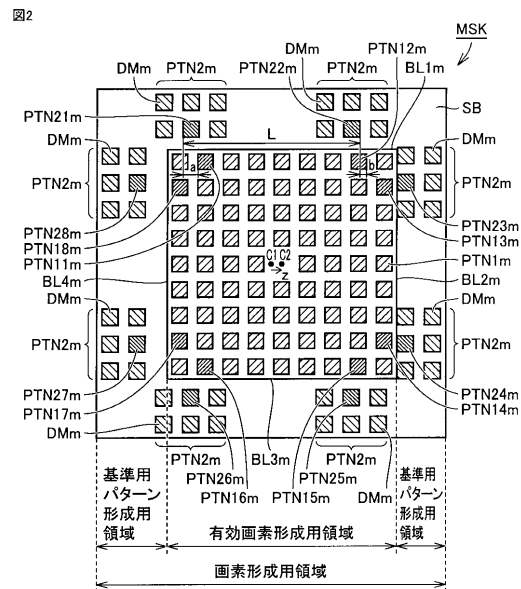 図2
MSK
DMm PTN2m
DMm PTN2m
PTN12m
PTN21m
PTN22m
BL1m
SB
L
DMm
DMm
a
b
PTN2m
PTN2m
PTN28m
PTN23m
PTN18m
PTN13m
PTN11m
C1 C2
z
PTN1m
BL4m
BL2m
DMm
DMm
PTN2m
PTN2m
PTN27m
PTN24m
PTN17m
PTN14m
DMm
PTN2m
BL3m
PTN2m
PTN26m
PTN25m
DMm
PTN16m
PTN15m
基準用
パターン
形成用
領域
有効画素形成用領域
基準用
パターン
形成用
領域
画素形成用領域